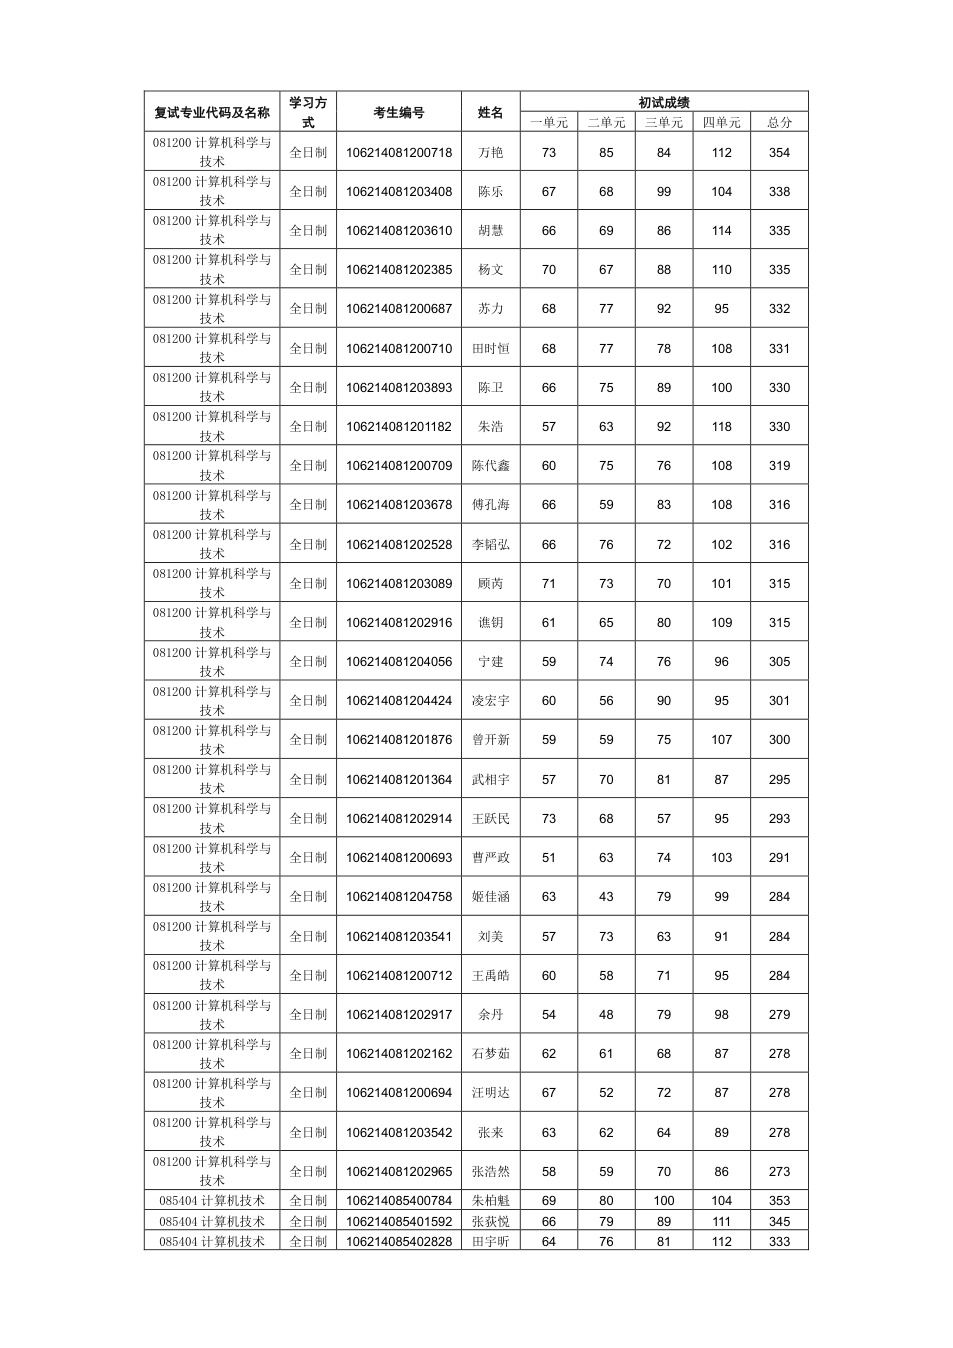 复试专业代码及名称 学习方式 考生编号 姓名 初试成绩
一单元 二单元 三单元 四单元 总分
081200 计算机科学与技术 全日制 106214081200718 万艳 73 85 84 112 354
081200 计算机科学与技术 全日制 106214081203408 陈乐 67 68 99 104 338
081200 计算机科学与技术 全日制 106214081203610 胡慧 66 69 86 114 335
081200 计算机科学与技术 全日制 106214081202385 杨文 70 67 88 110 335
081200 计算机科学与技术 全日制 106214081200687 苏力 68 77 92 95 332
081200 计算机科学与技术 全日制 106214081200710 田时恒 68 77 78 108 331
081200 计算机科学与技术 全日制 106214081203893 陈卫 66 75 89 100 330
081200 计算机科学与技术 全日制 106214081201182 朱浩 57 63 92 118 330
081200 计算机科学与技术 全日制 106214081200709 陈代鑫 60 75 76 108 319
081200 计算机科学与技术 全日制 106214081203678 傅孔海 66 59 83 108 316
081200 计算机科学与技术 全日制 106214081202528 李韬弘 66 76 72 102 316
081200 计算机科学与技术 全日制 106214081203089 顾芮 71 73 70 101 315
081200 计算机科学与技术 全日制 106214081202916 谯钥 61 65 80 109 315
081200 计算机科学与技术 全日制 106214081204056 宁建 59 74 76 96 305
081200 计算机科学与技术 全日制 106214081204424 凌宏宇 60 56 90 95 301
081200 计算机科学与技术 全日制 106214081201876 曾开新 59 59 75 107 300
081200 计算机科学与技术 全日制 106214081201364 武相宇 57 70 81 87 295
081200 计算机科学与技术 全日制 106214081202914 王跃民 73 68 57 95 293
081200 计算机科学与技术 全日制 106214081200693 曹严政 51 63 74 103 291
081200 计算机科学与技术 全日制 106214081204758 姬佳涵 63 43 79 99 284
081200 计算机科学与技术 全日制 106214081203541 刘美 57 73 63 91 284
081200 计算机科学与技术 全日制 106214081200712 王禹皓 60 58 71 95 284
081200 计算机科学与技术 全日制 106214081202917 余丹 54 48 79 98 279
081200 计算机科学与技术 全日制 106214081202162 石梦茹 62 61 68 87 278
081200 计算机科学与技术 全日制 106214081200694 汪明达 67 52 72 87 278
081200 计算机科学与技术 全日制 106214081203542 张来 63 62 64 89 278
081200 计算机科学与技术 全日制 106214081202965 张浩然 58 59 70 86 273
085404 计算机技术 全日制 106214085400784 朱柏魁 69 80 100 104 353
085404 计算机技术 全日制 106214085401592 张荻悦 66 79 89 111 345
085404 计算机技术 全日制 106214085402828 田宇昕 64 76 81 112 333